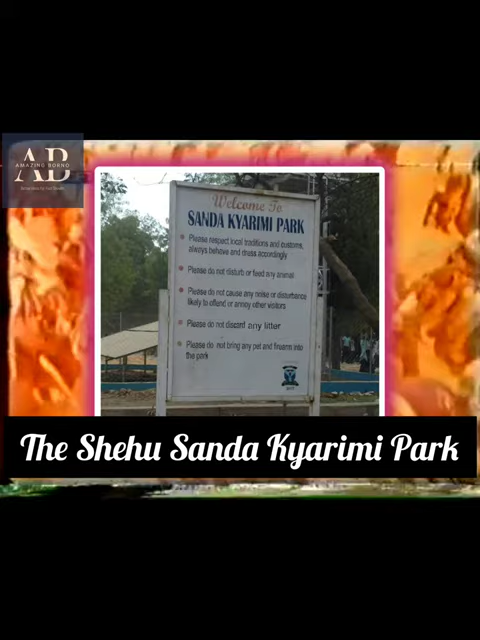 AB
AMAZING BORNO
Welcome To
SANDA KYARIMI PARK
Please respect local traditions and customs,
always behave and dress accordingly
Please do not disturb or feed any animal
Please do not cause any noise or disturbance
likely to offend or annoy other visitors
Please do not discard any litter
Please do not bring any pet and firearm into
the park
The Shehu Sanda Kyarimi Park